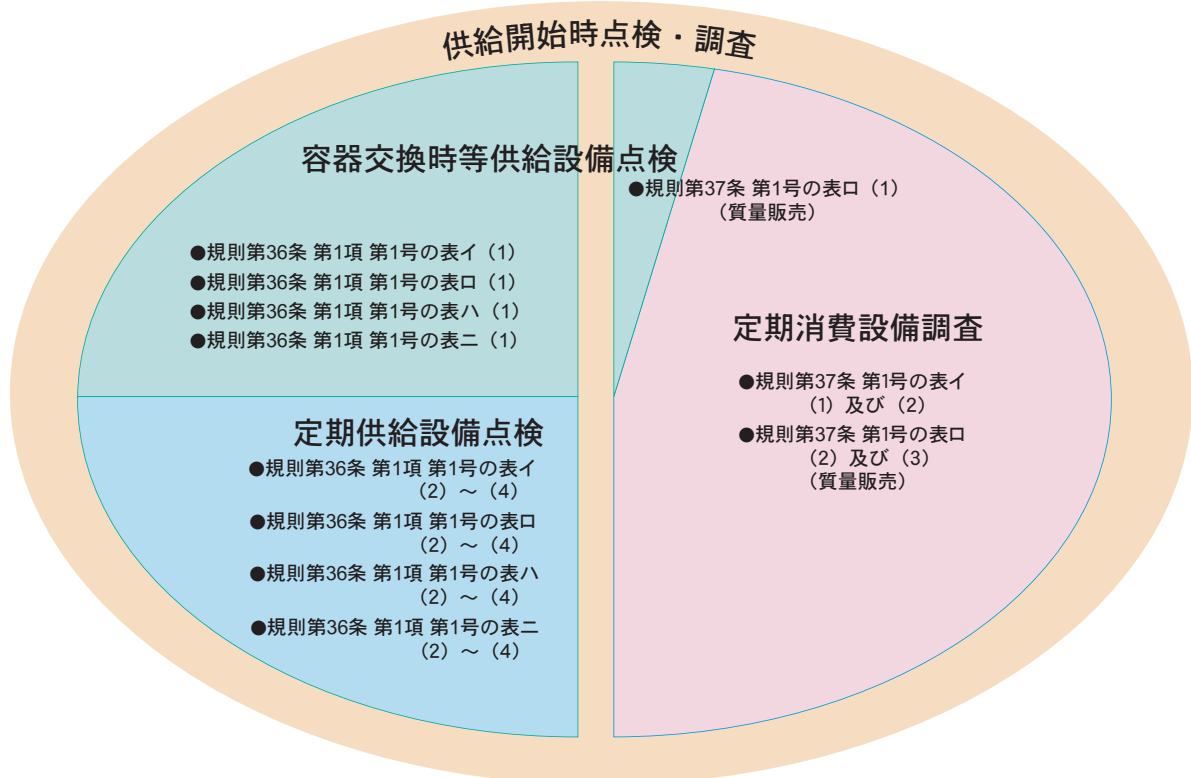 供給開始時点検・調査
容器交換時等供給設備点検
●規則第37条 第1号の表ロ（1）
（質量販売）
●規則第36条 第1項 第1号の表イ（1）
●規則第36条 第1項 第1号の表ロ（1）
●規則第36条 第1項 第1号の表ハ（1）
●規則第36条 第1項 第1号の表ニ（1）
定期消費設備調査
●規則第37条 第1号の表イ
（1）及び（2）
●規則第37条 第1号の表ロ
（2）及び（3）
（質量販売）
定期供給設備点検
●規則第36条 第1項 第1号の表イ
（2）～（4）
●規則第36条 第1項 第1号の表ロ
（2）～（4）
●規則第36条 第1項 第1号の表ハ
（2）～（4）
●規則第36条 第1項 第1号の表ニ
（2）～（4）